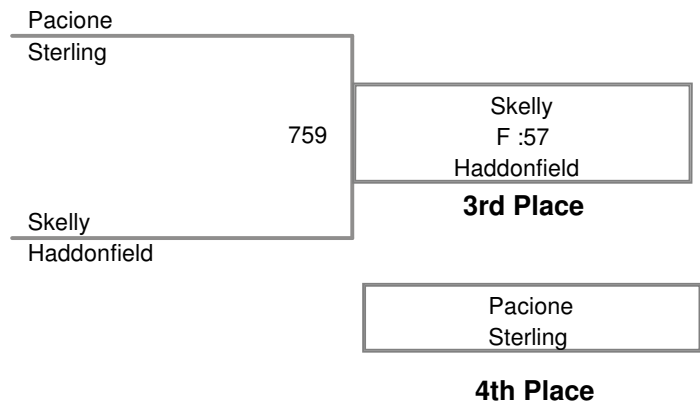 Pacione
Sterling
759
Skelly
F :57
Haddonfield
3rd Place
Skelly
Haddonfield
Pacione
Sterling
4th Place